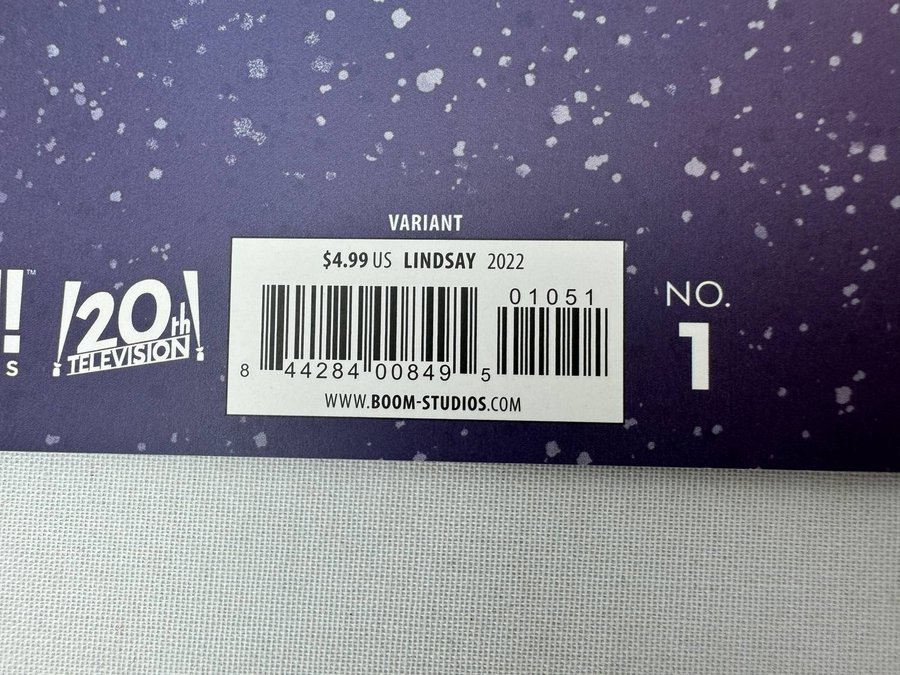 VARIANT
$4.99 US LINDSAY 2022
01051
8 44284 00849 5
WWW.BOOM-STUDIOS.COM
!™
S
20th
TELEVISION
NO.
1